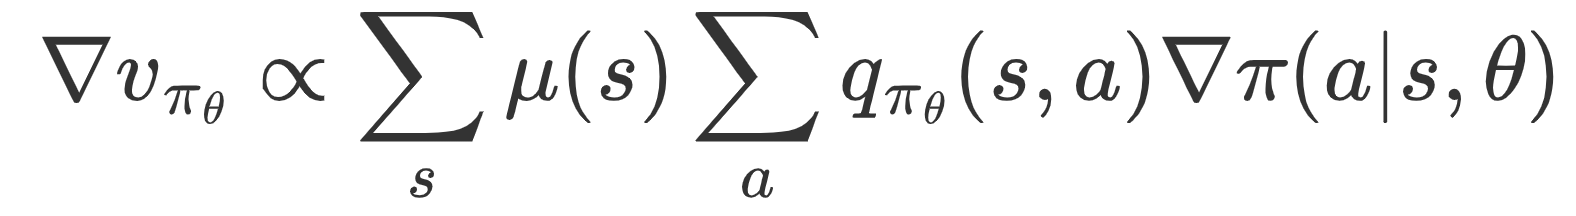 ∇v_{π_θ} ∝ ∑_s μ(s) ∑_a q_{π_θ}(s, a)∇π(a|s, θ)